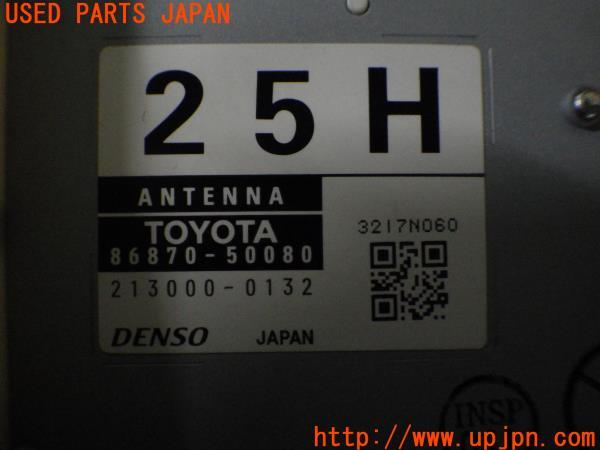 USED PARTS JAPAN
25H
ANTENNA
TOYOTA
3217N060
86870-50080
213000-0132
DENSO JAPAN
INSP
http://www.upjpn.com/